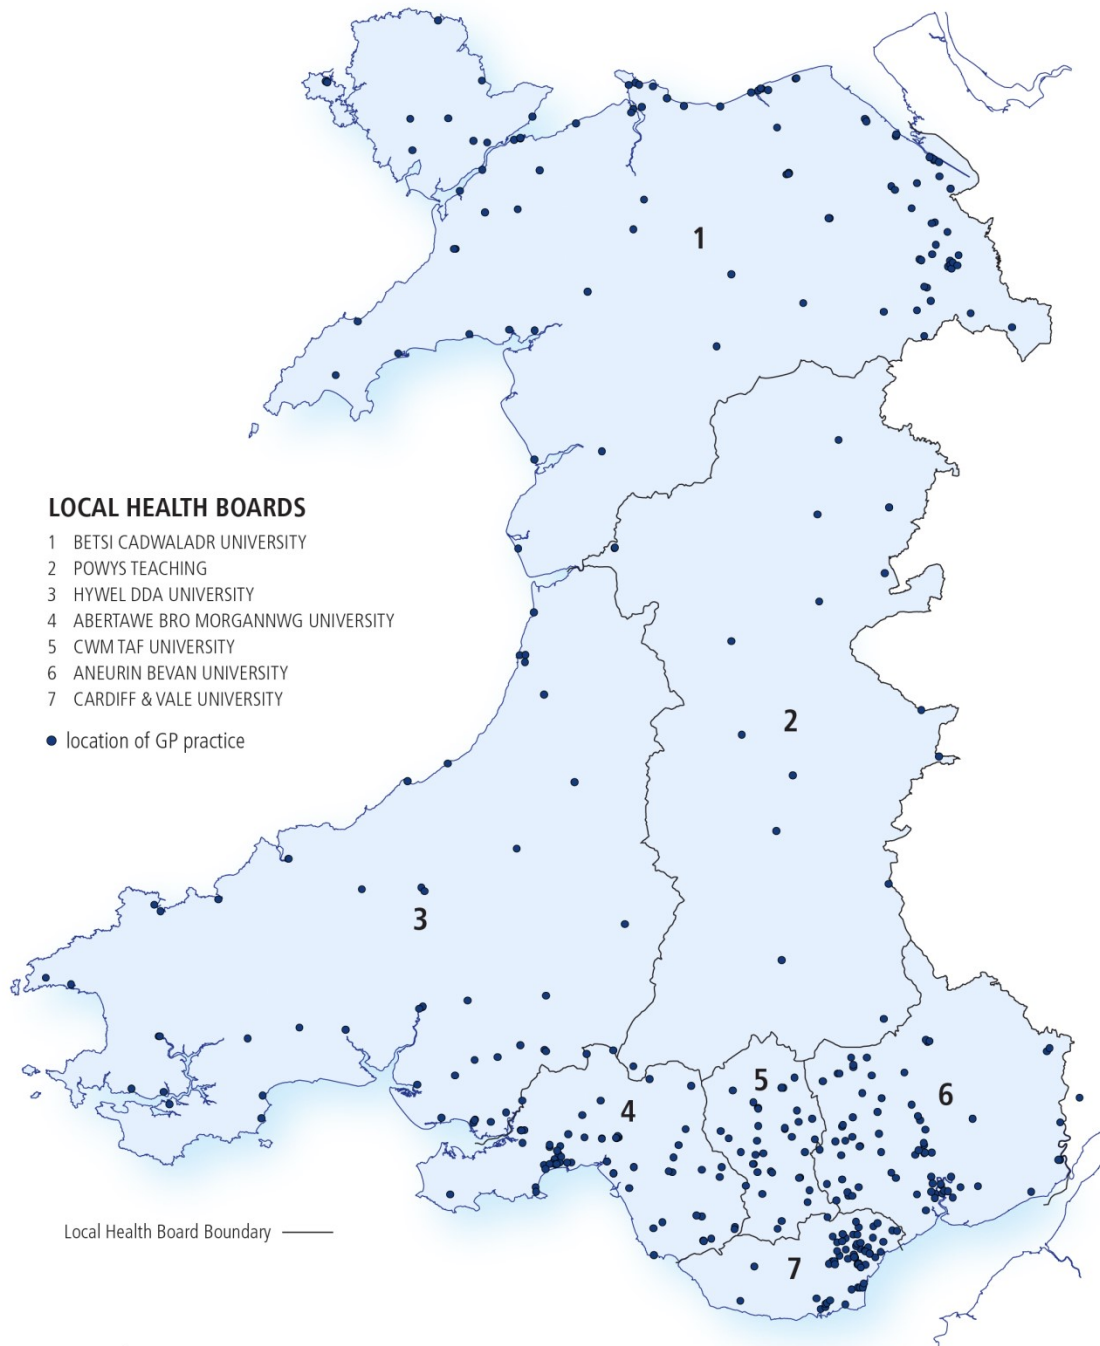 1
LOCAL HEALTH BOARDS
1 BETSI CADWALADR UNIVERSITY
2 POWYS TEACHING
3 HYWEL DDA UNIVERSITY
4 ABERTAWE BRO MORGANNWG UNIVERSITY
5 CWM TAF UNIVERSITY
6 ANEURIN BEVAN UNIVERSITY
7 CARDIFF & VALE UNIVERSITY
location of GP practice
2
3
5
4
6
Local Health Board Boundary
7